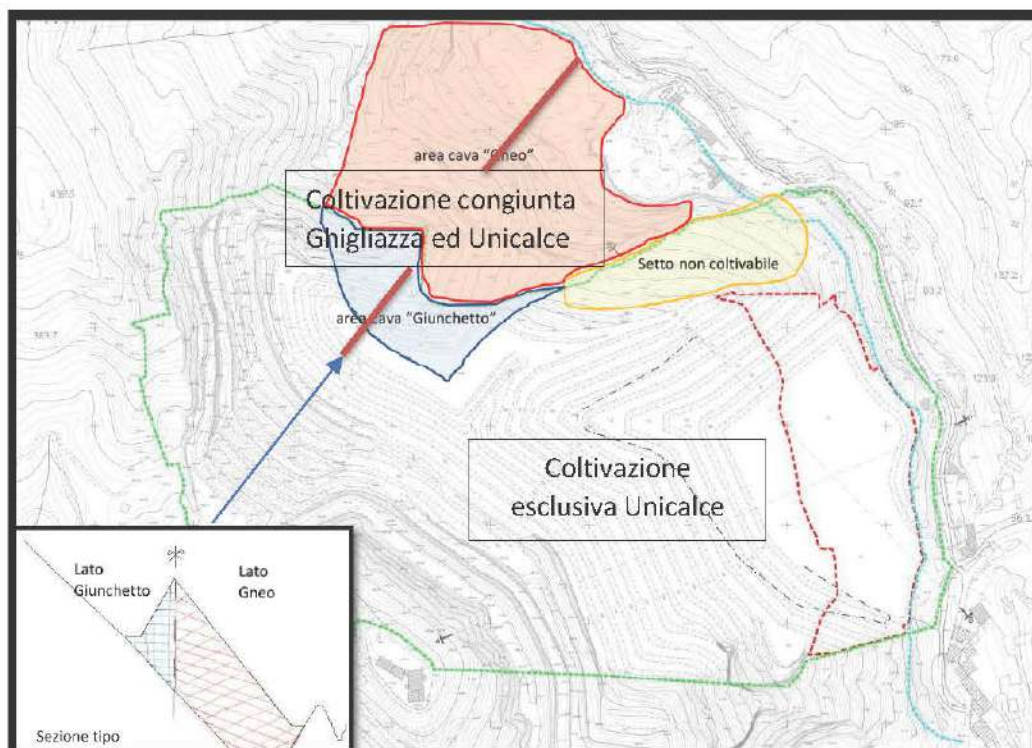 area cava "Gneo"
Coltivazione congiunta
Ghigliazza ed Unicalce
Setto non coltivabile
area cava "Giunchetto"
Coltivazione
esclusiva Unicalce
Lato
Giunchetto
Lato
Gneo
Sezione tipo